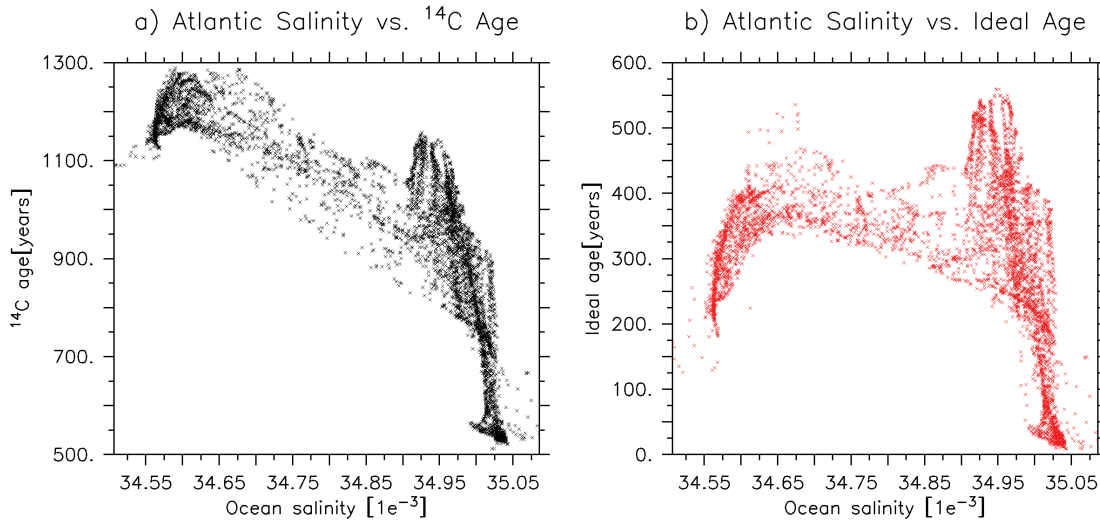 a) Atlantic Salinity vs. ¹⁴C Age
1300.
1100.
900.
700.
500.
¹⁴C age[years]
34.55 34.65 34.75 34.85 34.95 35.05
Ocean salinity [1e⁻³]
b) Atlantic Salinity vs. Ideal Age
600.
500.
400.
300.
200.
100.
0.
Ideal age[years]
34.55 34.65 34.75 34.85 34.95 35.05
Ocean salinity [1e⁻³]